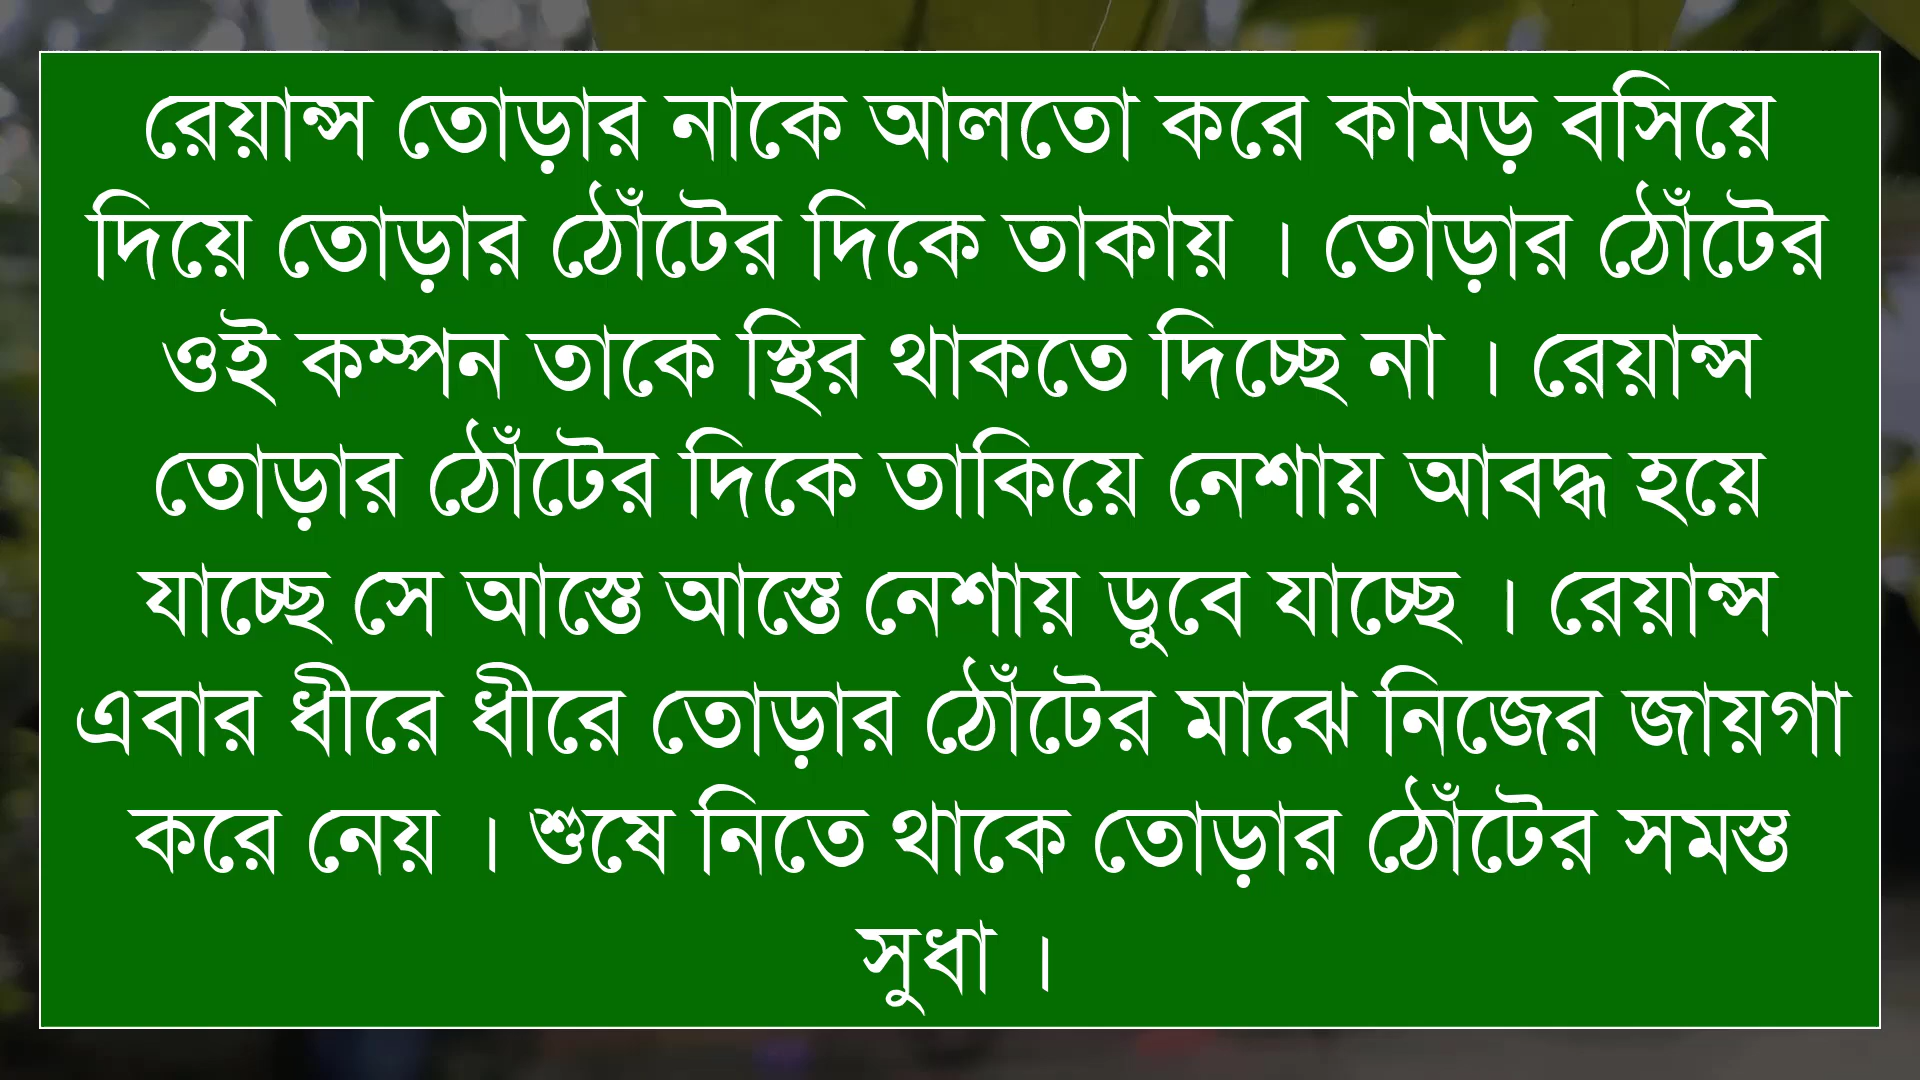 রেয়ান্স তোড়ার নাকে আলতো করে কামড় বসিয়ে
দিয়ে তোড়ার ঠোঁটের দিকে তাকায় । তোড়ার ঠোঁটের
ওই কম্পন তাকে স্থির থাকতে দিচ্ছে না । রেয়ান্স
তোড়ার ঠোঁটের দিকে তাকিয়ে নেশায় আবদ্ধ হয়ে
যাচ্ছে সে আস্তে আস্তে নেশায় ডুবে যাচ্ছে । রেয়ান্স
এবার ধীরে ধীরে তোড়ার ঠোঁটের মাঝে নিজের জায়গা
করে নেয় । শুষে নিতে থাকে তোড়ার ঠোঁটের সমস্ত
সুধা ।